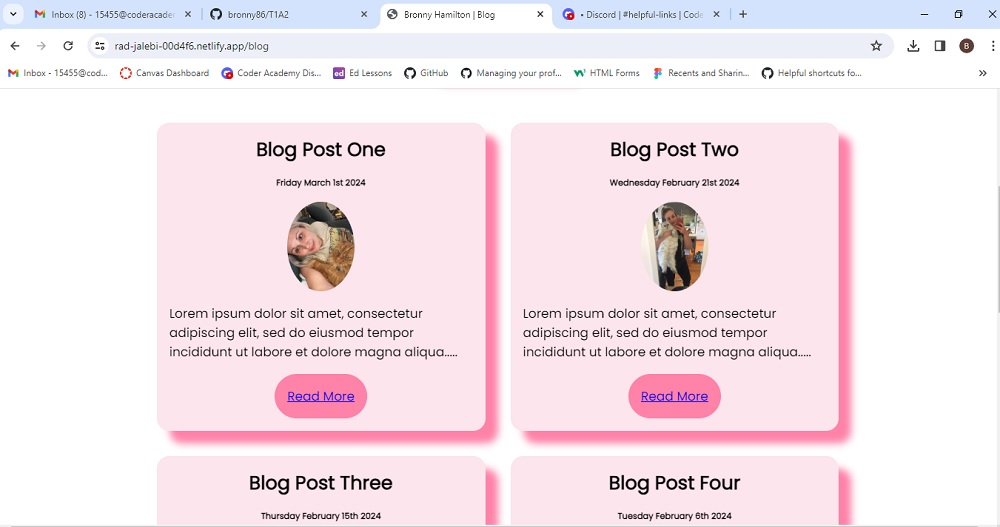 Inbox (8) - 15455@coderacader
bronny86/T1A2
Bronny Hamilton | Blog
• Discord | #helpful-links | Code
rad-jalebi-00d4f6.netlify.app/blog
B
Inbox - 15455@cod...
Canvas Dashboard
Coder Academy Dis...
ed
Ed Lessons
GitHub
Managing your prof...
HTML Forms
Recents and Sharin...
Helpful shortcuts fo...
Blog Post One
Friday March 1st 2024
Lorem ipsum dolor sit amet, consectetur
adipiscing elit, sed do eiusmod tempor
incididunt ut labore et dolore magna aliqua.....
Read More
Blog Post Two
Wednesday February 21st 2024
Lorem ipsum dolor sit amet, consectetur
adipiscing elit, sed do eiusmod tempor
incididunt ut labore et dolore magna aliqua.....
Read More
Blog Post Three
Thursday February 15th 2024
Blog Post Four
Tuesday February 6th 2024